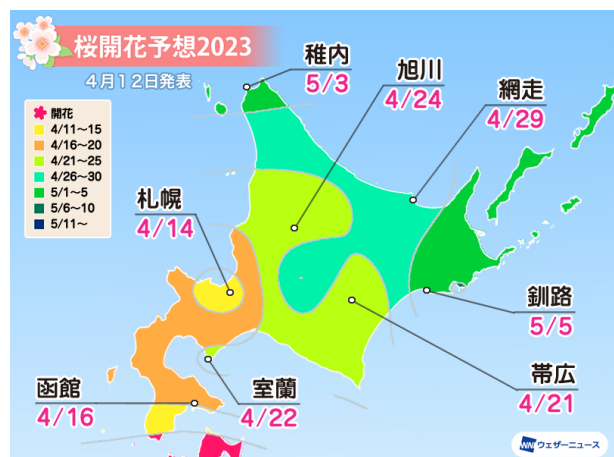 桜開花予想2023
4月12日発表
開花
4/11～15
4/16～20
4/21～25
4/26～30
5/1～5
5/6～10
5/11～
稚内
5/3
旭川
4/24
網走
4/29
札幌
4/14
釧路
5/5
帯広
4/21
室蘭
4/22
函館
4/16
WN ウェザーニュース